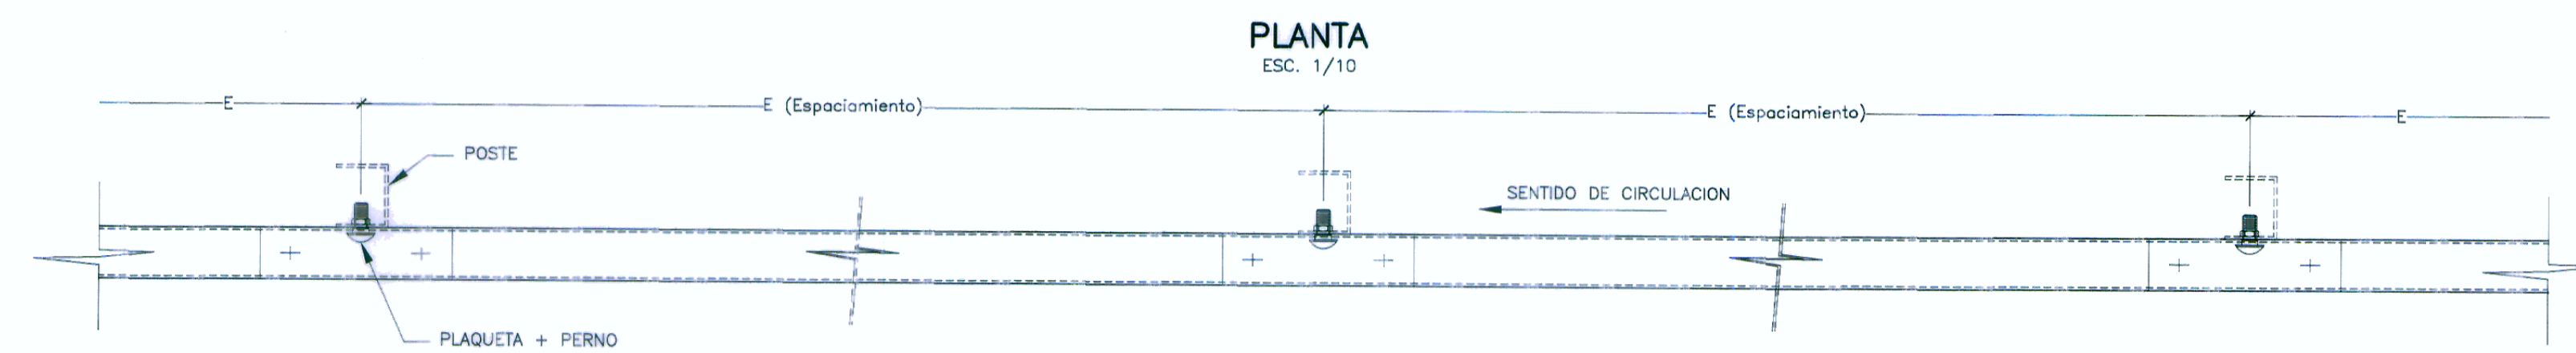 PLANTA
ESC. 1/10
E
E (Espaciamiento)
E (Espaciamiento)
E
POSTE
SENTIDO DE CIRCULACION
PLAQUETA + PERNO